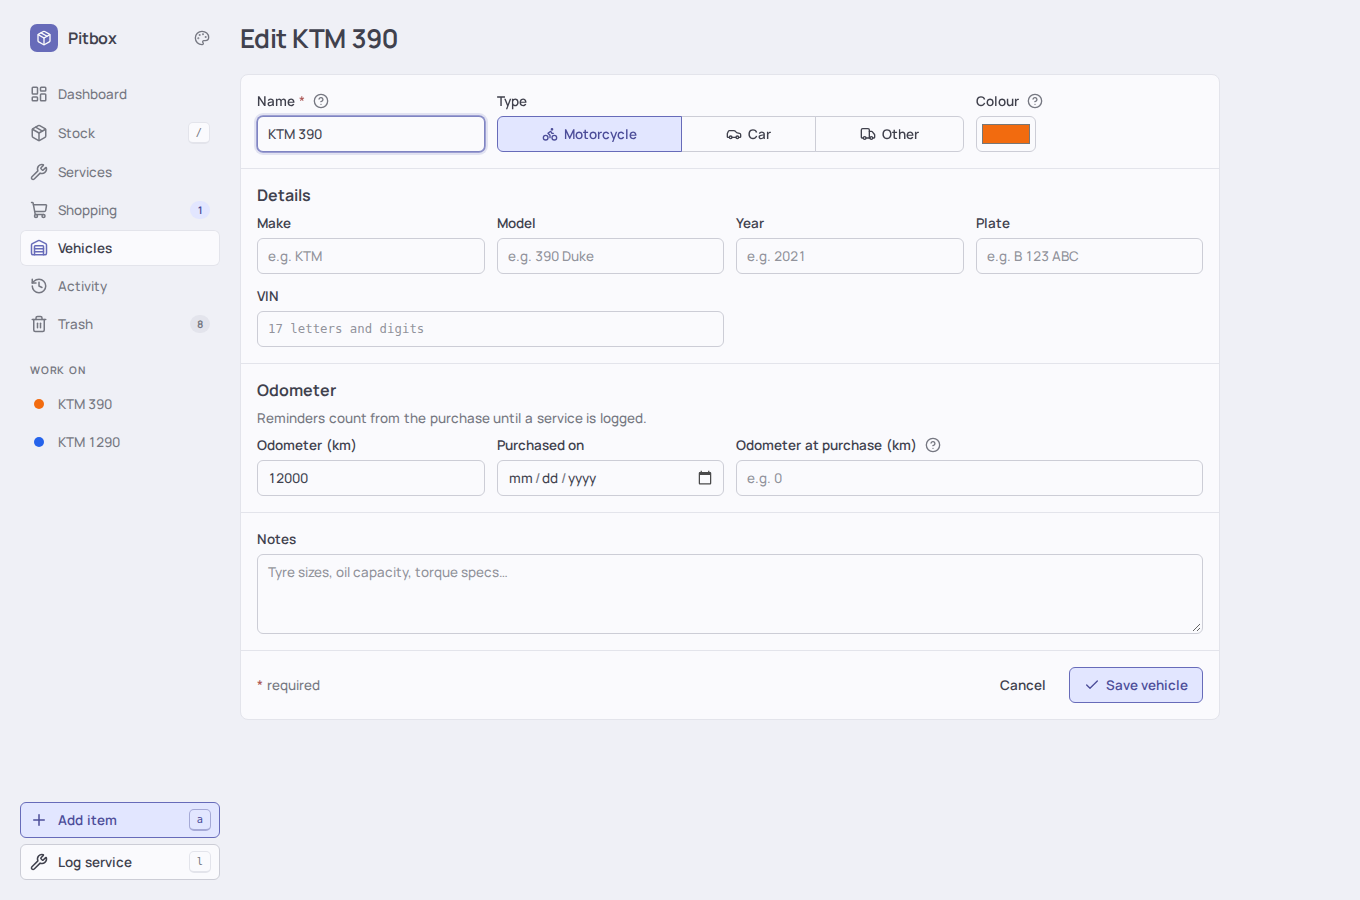 Pitbox
Edit KTM 390
Dashboard
Stock /
Services
Shopping 1
Vehicles
Activity
Trash 8
WORK ON
KTM 390
KTM 1290
Add item a
Log service l
Name * ?
KTM 390
Type
Motorcycle Car Other
Colour ?
Details
Make Model Year Plate
e.g. KTM e.g. 390 Duke e.g. 2021 e.g. B 123 ABC
VIN
17 letters and digits
Odometer
Reminders count from the purchase until a service is logged.
Odometer (km) Purchased on Odometer at purchase (km) ?
12000 mm/dd/yyyy e.g. 0
Notes
Tyre sizes, oil capacity, torque specs…
* required Cancel Save vehicle